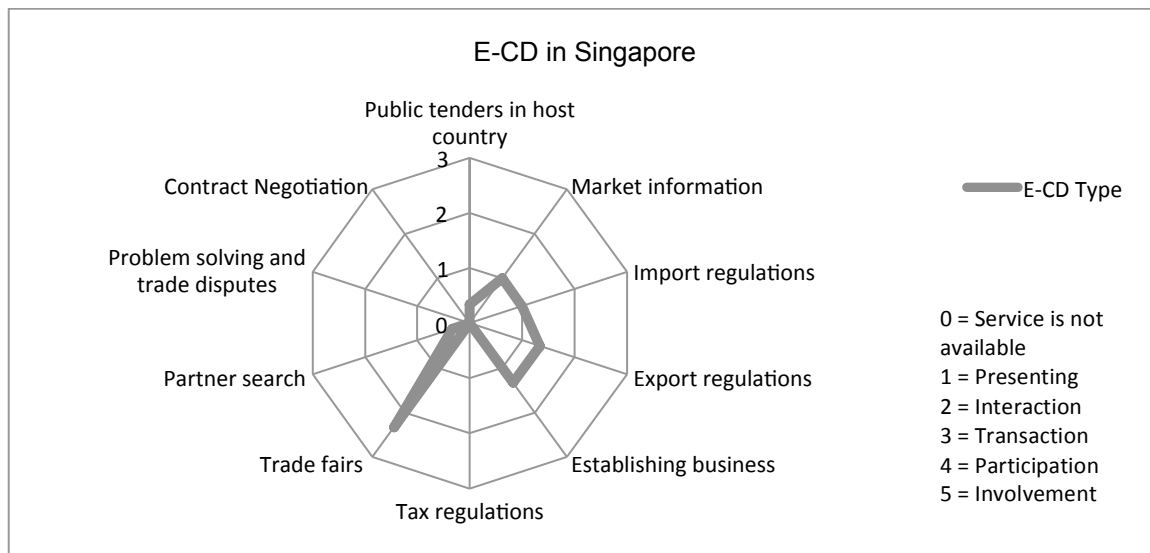 E-CD in Singapore
Public tenders in host
country
3
2
1
0
Market information
Import regulations
Export regulations
Establishing business
Tax regulations
Trade fairs
Partner search
Problem solving and
trade disputes
Contract Negotiation
E-CD Type
0 = Service is not
available
1 = Presenting
2 = Interaction
3 = Transaction
4 = Participation
5 = Involvement